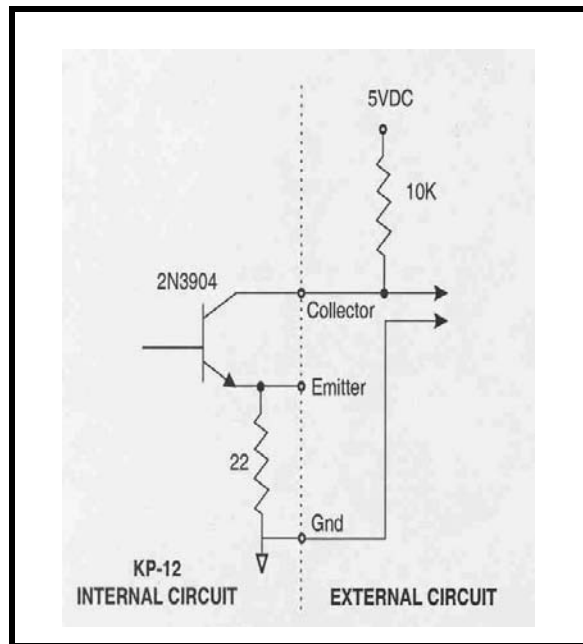 5VDC
10K
2N3904
Collector
Emitter
22
Gnd
KP-12
INTERNAL CIRCUIT
EXTERNAL CIRCUIT